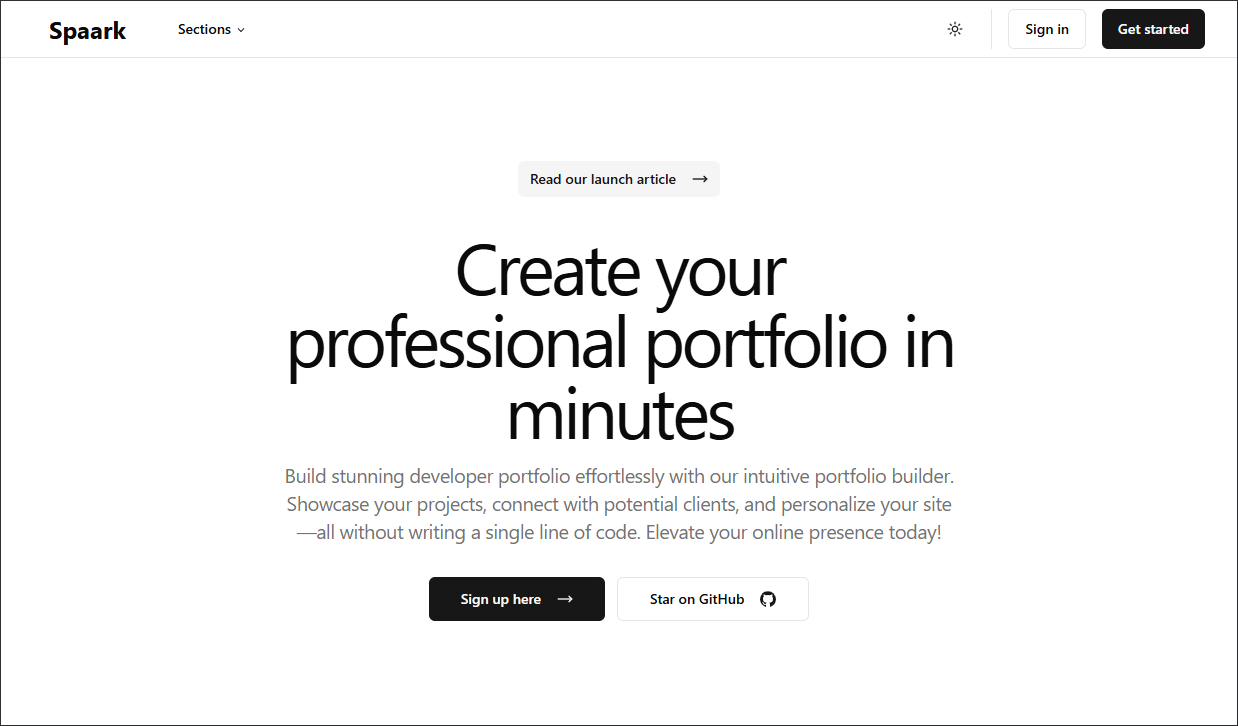 Spaark
Sections
Sign in
Get started
Read our launch article
Create your
professional portfolio in
minutes
Build stunning developer portfolio effortlessly with our intuitive portfolio builder.
Showcase your projects, connect with potential clients, and personalize your site
—all without writing a single line of code. Elevate your online presence today!
Sign up here
Star on GitHub